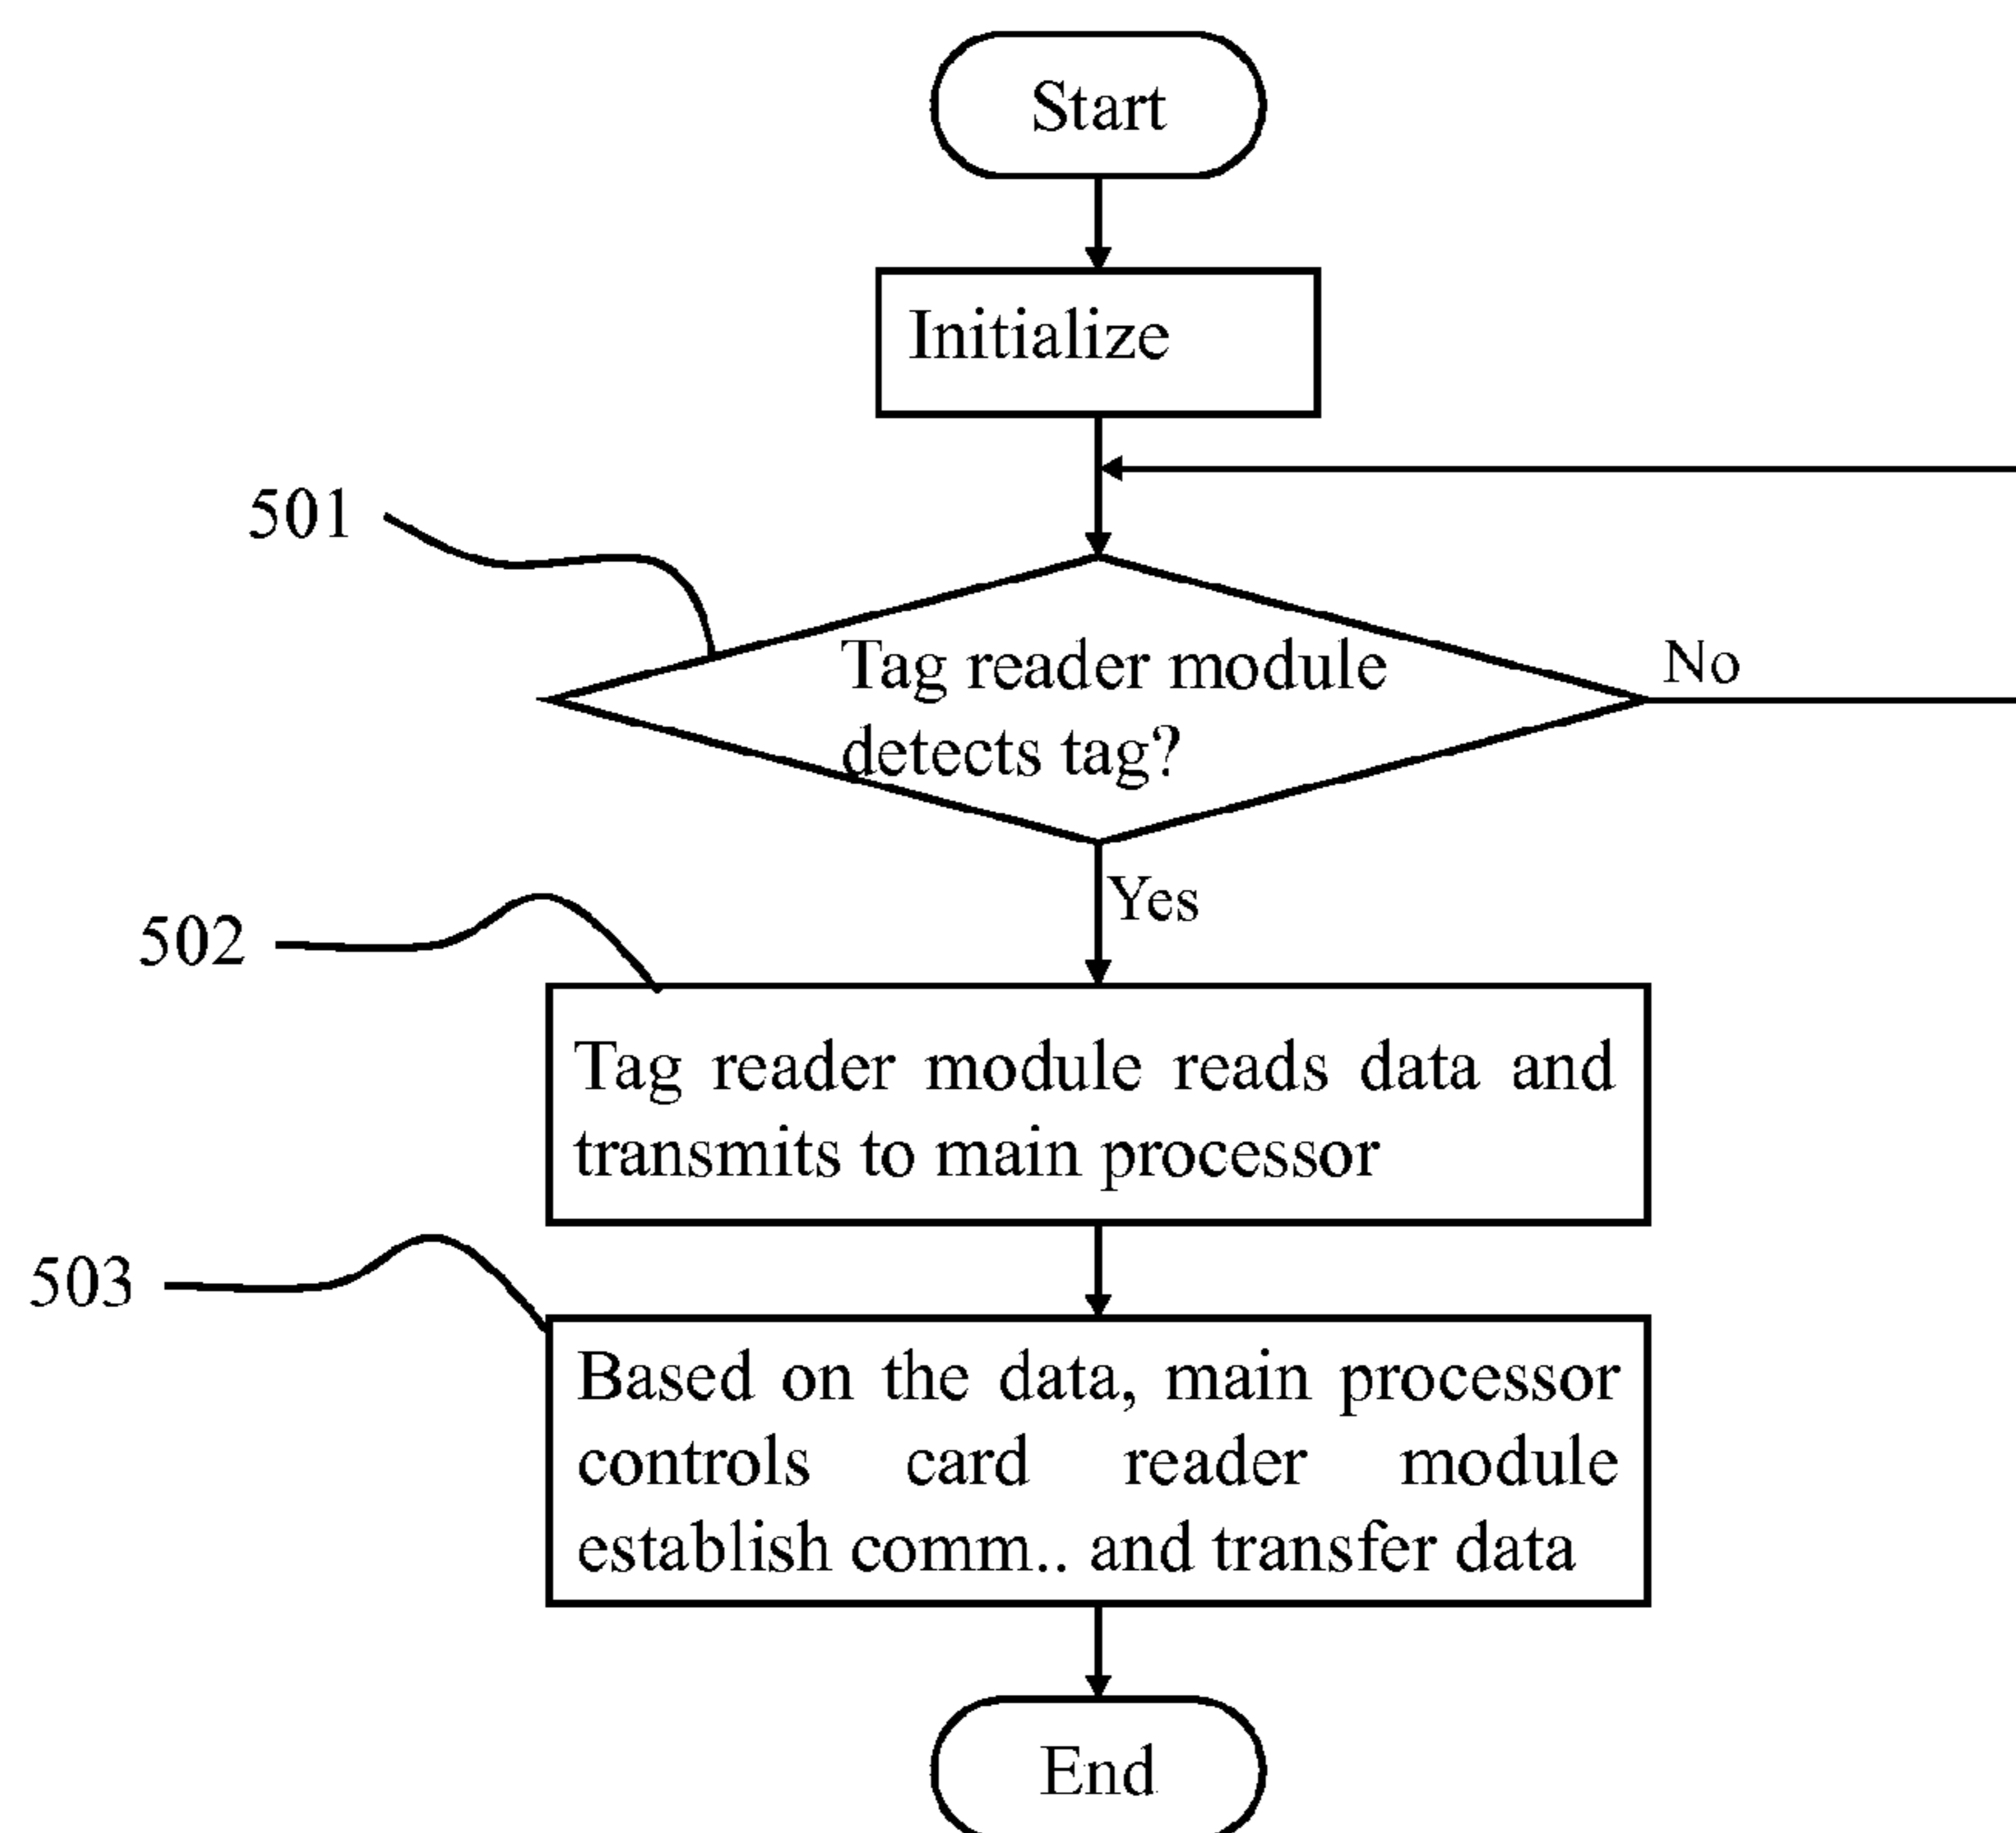 Start
Initialize
501
Tag reader module
detects tag?
No
Yes
502
Tag reader module reads data and
transmits to main processor
503
Based on the data, main processor
controls card reader module
establish comm.. and transfer data
End